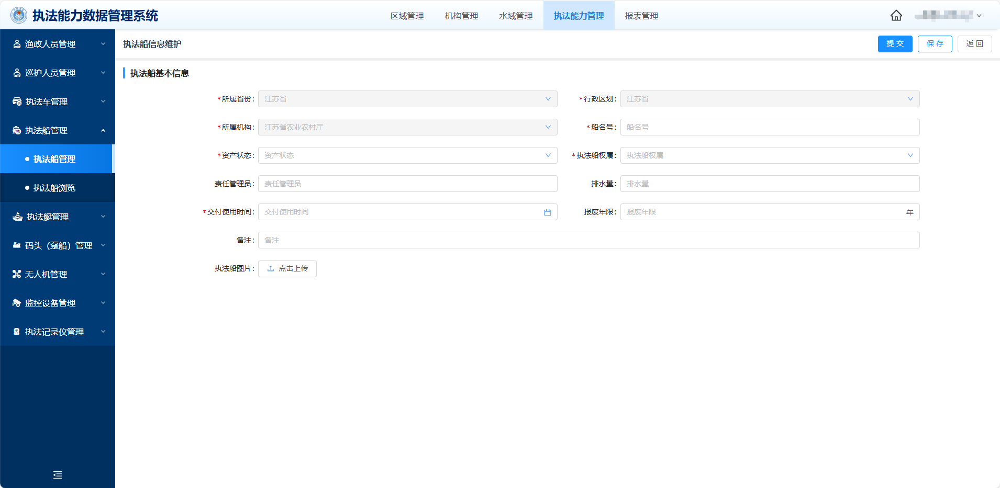 执法能力数据管理系统
区域管理 机构管理 水域管理 执法能力管理 报表管理
渔政人员管理
巡护人员管理
执法车管理
执法船管理
执法船管理
执法船浏览
执法艇管理
码头（趸船）管理
无人机管理
监控设备管理
执法记录仪管理
执法船信息维护
提 交 保 存 返 回
执法船基本信息
*所属省份： 江苏省 *行政区划： 江苏省
*所属机构： 江苏省农业农村厅 *船名号： 船名号
*资产状态： 资产状态 *执法船权属： 执法船权属
责任管理员： 责任管理员 排水量： 排水量
*交付使用时间： 交付使用时间 报废年限： 报废年限 年
备注： 备注
执法船图片： 点击上传